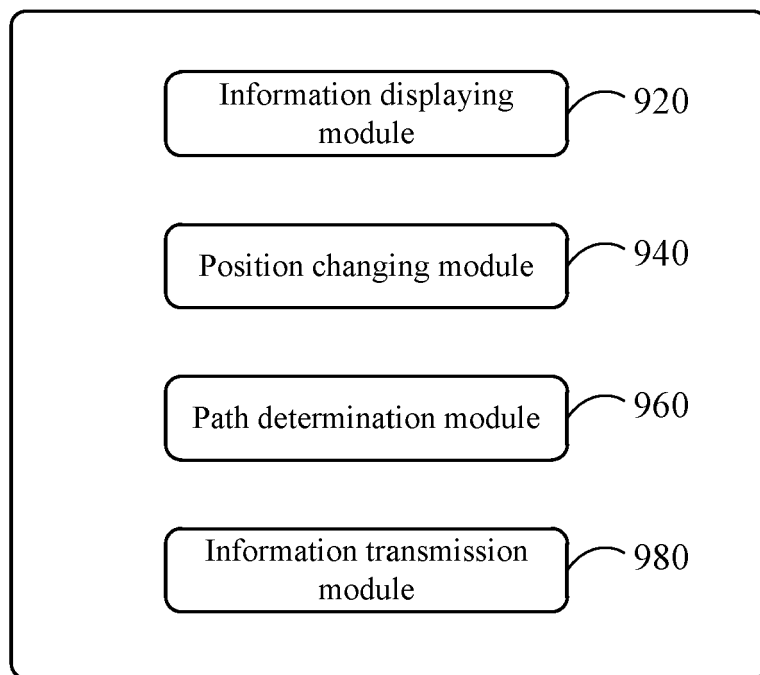 Information displaying
module
920
Position changing module
940
Path determination module
960
Information transmission
module
980